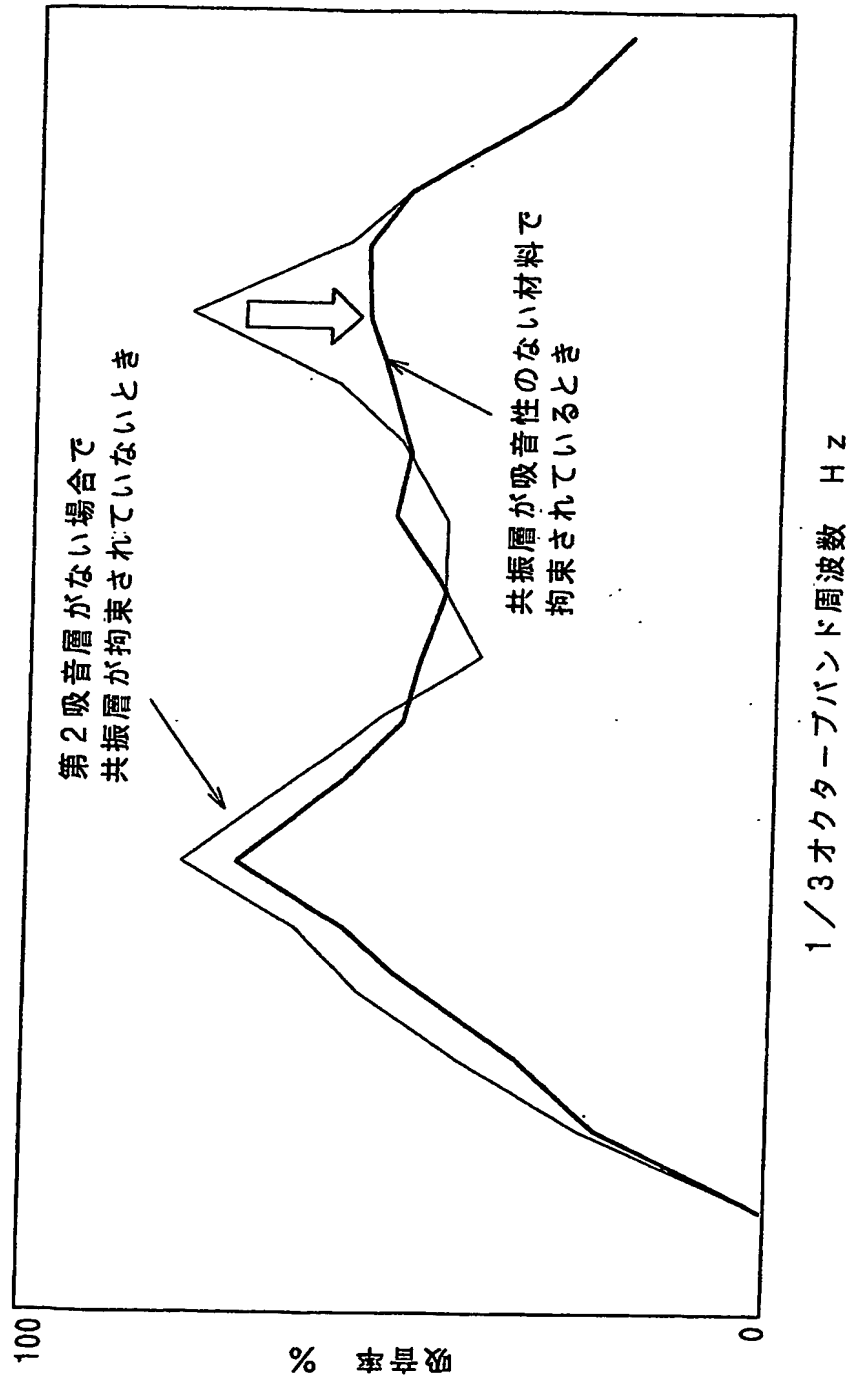 100
吸音率 %
0
第2吸音層がない場合で
共振層が拘束されていないとき
共振層が吸音性のない材料で
拘束されているとき
1/3オクターブバンド周波数 Hz